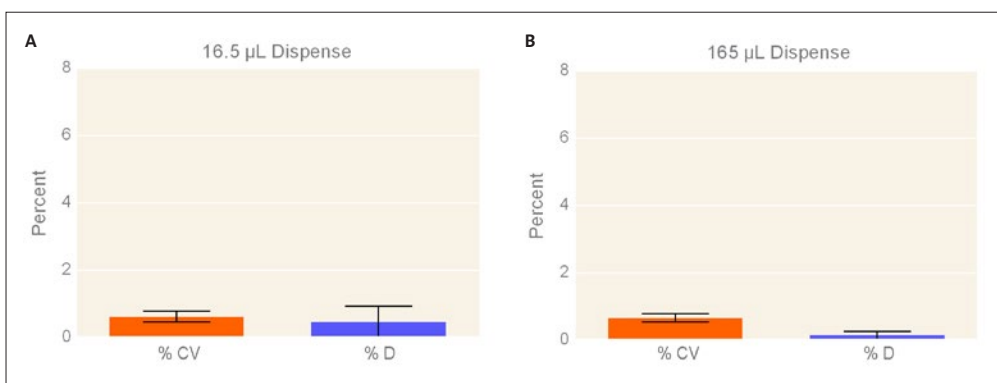 A
16.5 µL Dispense
8
6
4
2
0
Percent
% CV
% D
B
165 µL Dispense
8
6
4
2
0
Percent
% CV
% D